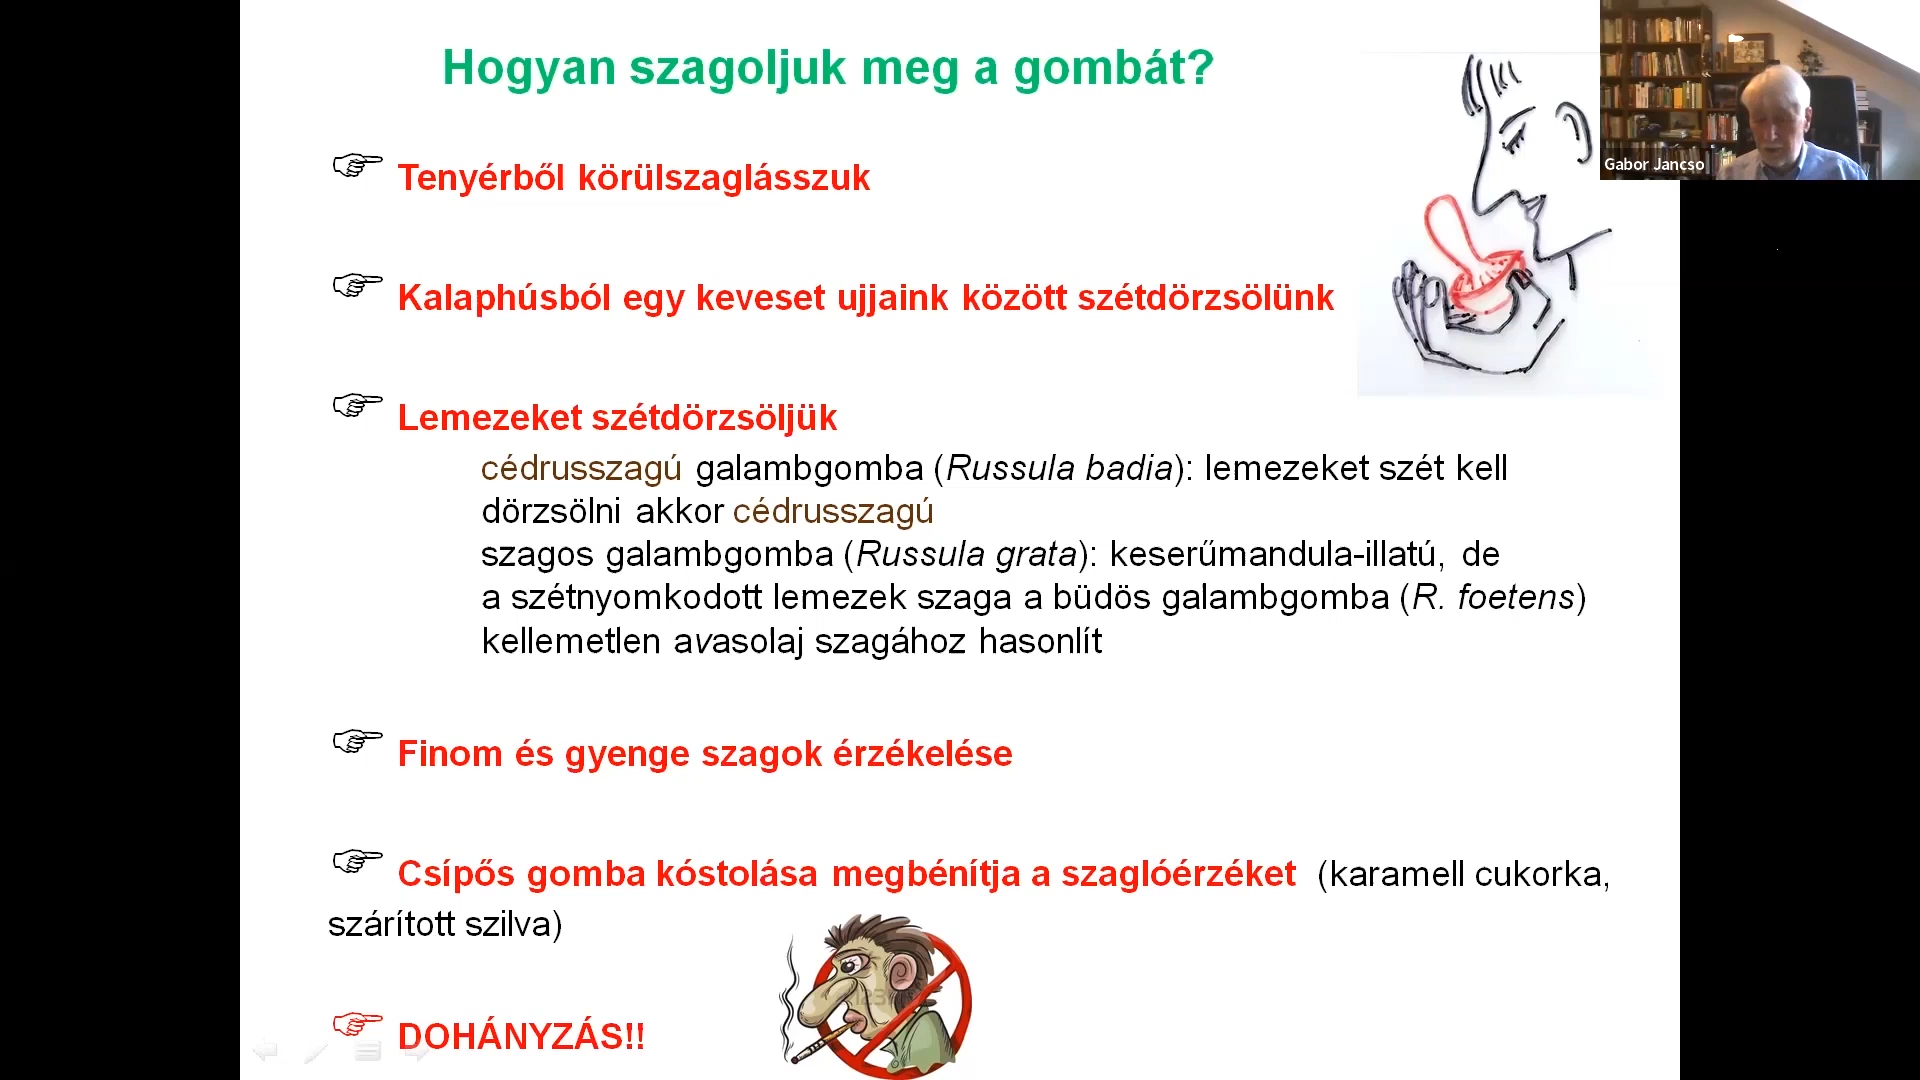 Hogyan szagoljuk meg a gombát?
Gabor Jancso
Tenyérből körülszaglásszuk
Kalaphúsból egy keveset ujjaink között szétdörzsölünk
Lemezeket szétdörzsöljük
cédrusszagú galambgomba (Russula badia): lemezeket szét kell
dörzsölni akkor cédrusszagú
szagos galambgomba (Russula grata): keserűmandula-illatú, de
a szétnyomkodott lemezek szaga a büdös galambgomba (R. foetens)
kellemetlen avasolaj szagához hasonlít
Finom és gyenge szagok érzékelése
Csípős gomba kóstolása megbénítja a szaglóérzéket (karamell cukorka,
szárított szilva)
DOHÁNYZÁS!!